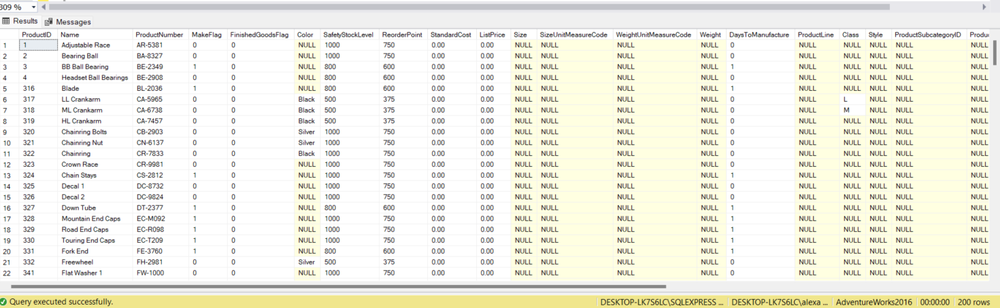 309 %
Results Messages
ProductID Name ProductNumber MakeFlag FinishedGoodsFlag Color SafetyStockLevel ReorderPoint StandardCost ListPrice Size SizeUnitMeasureCode WeightUnitMeasureCode Weight DaysToManufacture ProductLine Class Style ProductSubcategoryID Produc
1 1 Adjustable Race AR-5381 0 0 NULL 1000 750 0.00 0.00 NULL NULL NULL NULL 0 NULL NULL NULL NULL NULL
2 2 Bearing Ball BA-8327 0 0 NULL 1000 750 0.00 0.00 NULL NULL NULL NULL 0 NULL NULL NULL NULL NULL
3 3 BB Ball Bearing BE-2349 1 0 NULL 800 600 0.00 0.00 NULL NULL NULL NULL 1 NULL NULL NULL NULL NULL
4 4 Headset Ball Bearings BE-2908 0 0 NULL 800 600 0.00 0.00 NULL NULL NULL NULL 0 NULL NULL NULL NULL NULL
5 316 Blade BL-2036 1 0 NULL 800 600 0.00 0.00 NULL NULL NULL NULL 1 NULL NULL NULL NULL NULL
6 317 LL Crankarm CA-5965 0 0 Black 500 375 0.00 0.00 NULL NULL NULL NULL 0 NULL L NULL NULL NULL
7 318 ML Crankarm CA-6738 0 0 Black 500 375 0.00 0.00 NULL NULL NULL NULL 0 NULL M NULL NULL NULL
8 319 HL Crankarm CA-7457 0 0 Black 500 375 0.00 0.00 NULL NULL NULL NULL 0 NULL NULL NULL NULL NULL
9 320 Chainring Bolts CB-2903 0 0 Silver 1000 750 0.00 0.00 NULL NULL NULL NULL 0 NULL NULL NULL NULL NULL
10 321 Chainring Nut CN-6137 0 0 Silver 1000 750 0.00 0.00 NULL NULL NULL NULL 0 NULL NULL NULL NULL NULL
11 322 Chainring CR-7833 0 0 Black 1000 750 0.00 0.00 NULL NULL NULL NULL 0 NULL NULL NULL NULL NULL
12 323 Crown Race CR-9981 0 0 NULL 1000 750 0.00 0.00 NULL NULL NULL NULL 0 NULL NULL NULL NULL NULL
13 324 Chain Stays CS-2812 1 0 NULL 1000 750 0.00 0.00 NULL NULL NULL NULL 1 NULL NULL NULL NULL NULL
14 325 Decal 1 DC-8732 0 0 NULL 1000 750 0.00 0.00 NULL NULL NULL NULL 0 NULL NULL NULL NULL NULL
15 326 Decal 2 DC-9824 0 0 NULL 1000 750 0.00 0.00 NULL NULL NULL NULL 0 NULL NULL NULL NULL NULL
16 327 Down Tube DT-2377 1 0 NULL 800 600 0.00 0.00 NULL NULL NULL NULL 1 NULL NULL NULL NULL NULL
17 328 Mountain End Caps EC-M092 1 0 NULL 1000 750 0.00 0.00 NULL NULL NULL NULL 1 NULL NULL NULL NULL NULL
18 329 Road End Caps EC-R098 1 0 NULL 1000 750 0.00 0.00 NULL NULL NULL NULL 1 NULL NULL NULL NULL NULL
19 330 Touring End Caps EC-T209 1 0 NULL 1000 750 0.00 0.00 NULL NULL NULL NULL 1 NULL NULL NULL NULL NULL
20 331 Fork End FE-3760 1 0 NULL 800 600 0.00 0.00 NULL NULL NULL NULL 1 NULL NULL NULL NULL NULL
21 332 Freewheel FH-2981 0 0 Silver 500 375 0.00 0.00 NULL NULL NULL NULL 0 NULL NULL NULL NULL NULL
22 341 Flat Washer 1 FW-1000 0 0 NULL 1000 750 0.00 0.00 NULL NULL NULL NULL 0 NULL NULL NULL NULL NULL
Query executed successfully. DESKTOP-LK7S6LC\SQLEXPRESS ... DESKTOP-LK7S6LC\alexa ... AdventureWorks2016 00:00:00 200 rows